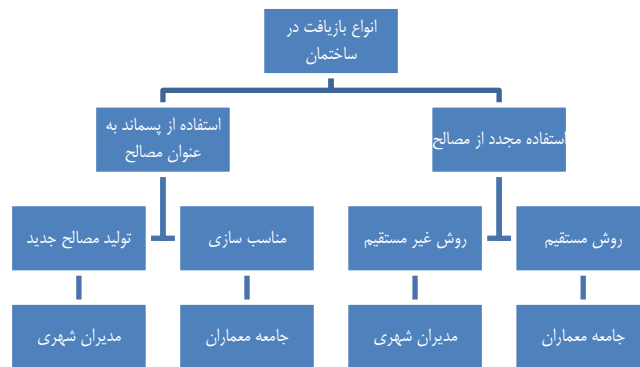 انواع بازیافت در
ساختمان
استفاده مجدد از مصالح
استفاده از پسماند به
عنوان مصالح
روش مستقیم
روش غیر مستقیم
مناسب سازی
تولید مصالح جدید
جامعه معماران
مدیران شهری
جامعه معماران
مدیران شهری